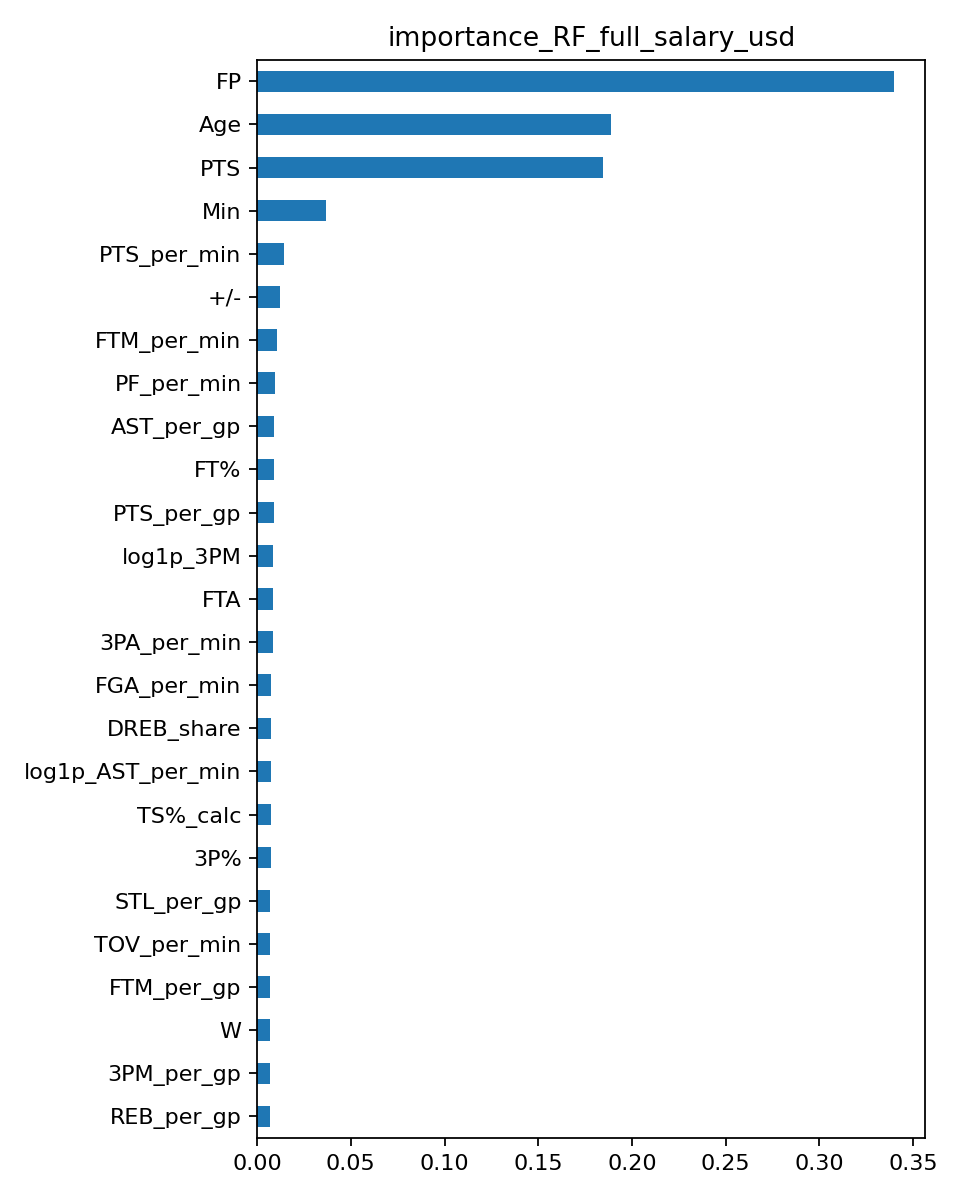 importance_RF_full_salary_usd
FP
Age
PTS
Min
PTS_per_min
+/-
FTM_per_min
PF_per_min
AST_per_gp
FT%
PTS_per_gp
log1p_3PM
FTA
3PA_per_min
FGA_per_min
DREB_share
log1p_AST_per_min
TS%_calc
3P%
STL_per_gp
TOV_per_min
FTM_per_gp
W
3PM_per_gp
REB_per_gp
0.00 0.05 0.10 0.15 0.20 0.25 0.30 0.35